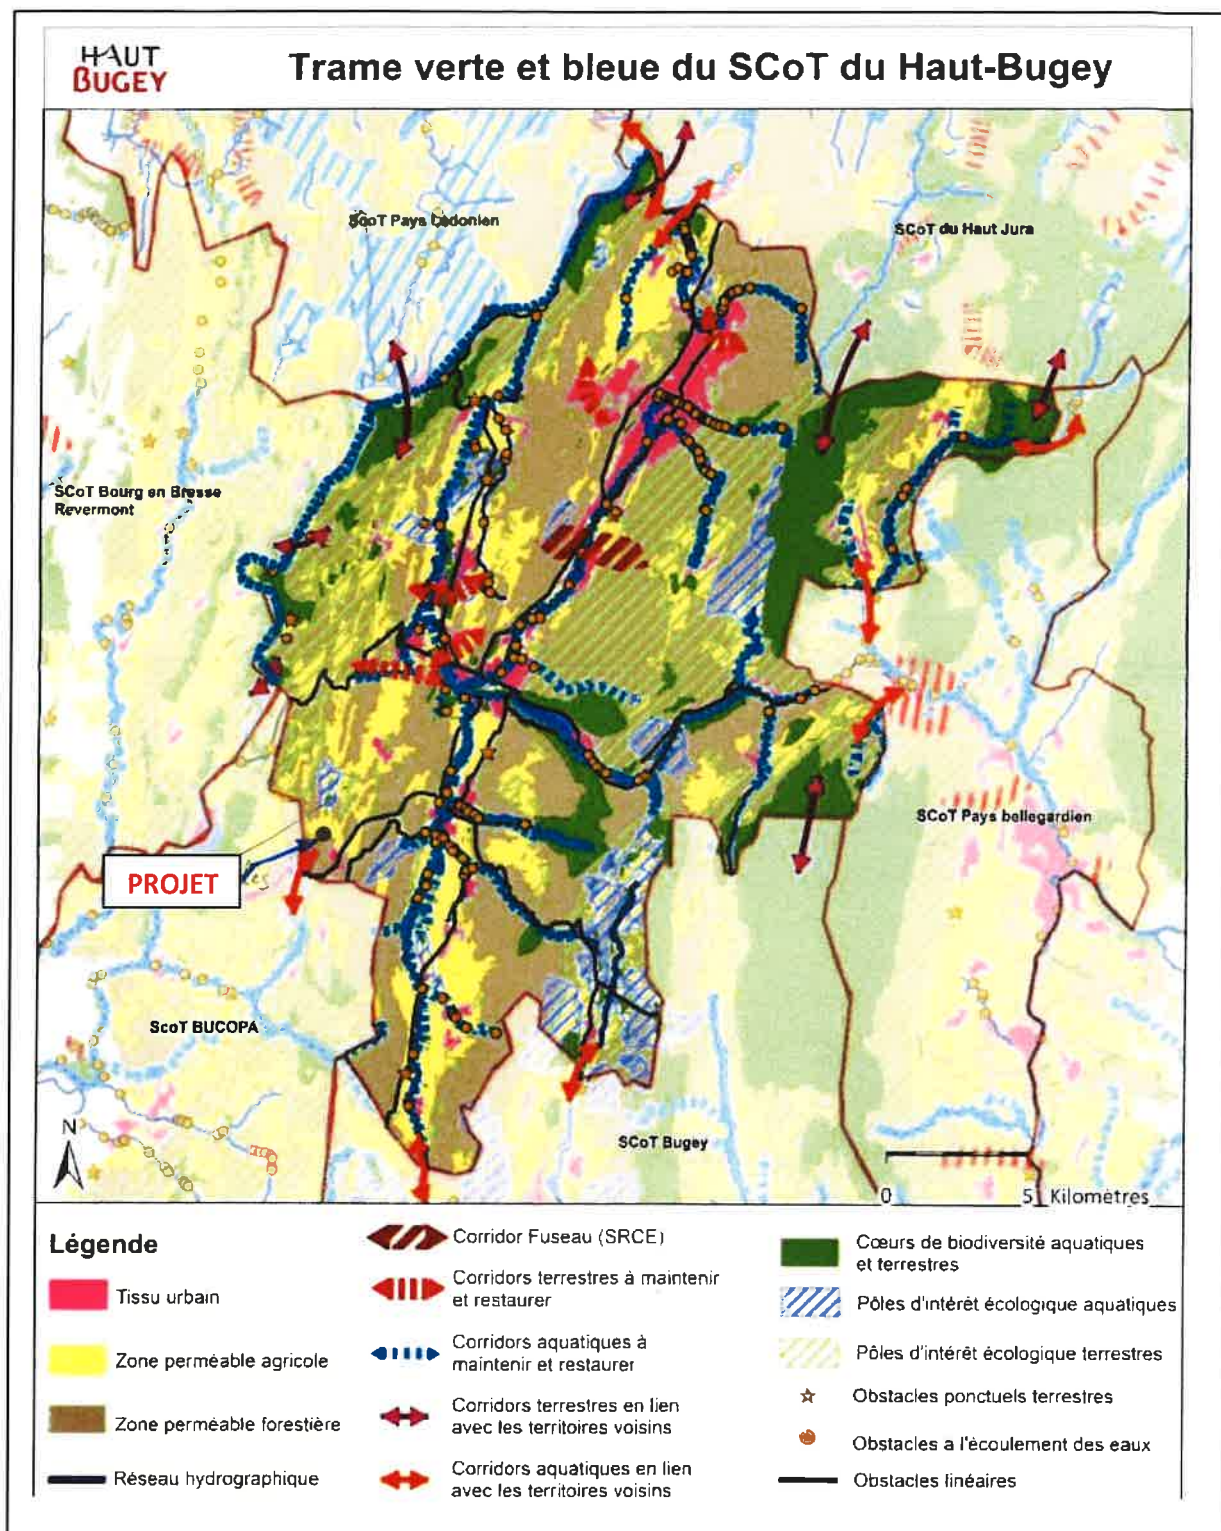 HAUT
BUGEY
Trame verte et bleue du SCoT du Haut-Bugey
SCoT Pays Lédonien
SCoT du Haut Jura
SCoT Bourg en Bresse
Revermont
SCoT Pays bellegardien
PROJET
ScoT BUCOPA
SCoT Bugey
N
0 5 Kilomètres
Légende
Tissu urbain
Zone perméable agricole
Zone perméable forestière
Réseau hydrographique
Corridor Fuseau (SRCE)
Corridors terrestres à maintenir
et restaurer
Corridors aquatiques à
maintenir et restaurer
Corridors terrestres en lien
avec les territoires voisins
Corridors aquatiques en lien
avec les territoires voisins
Cœurs de biodiversité aquatiques
et terrestres
Pôles d'intérêt écologique aquatiques
Pôles d'intérêt écologique terrestres
Obstacles ponctuels terrestres
Obstacles a l'écoulement des eaux
Obstacles linéaires